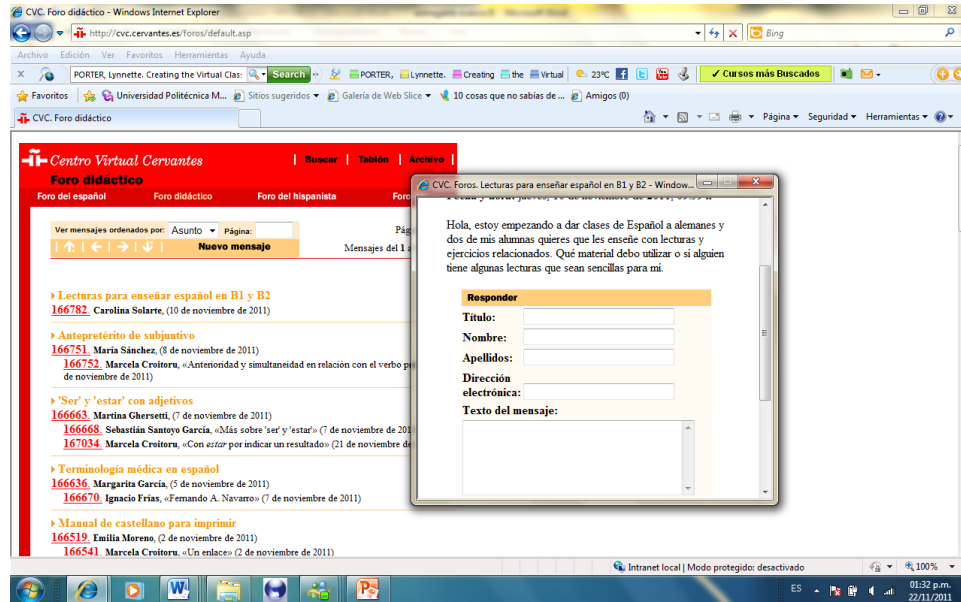 CVC. Foro didáctico - Windows Internet Explorer
http://cvc.cervantes.es/foros/default.asp
Bing
Archivo Edición Ver Favoritos Herramientas Ayuda
PORTER, Lynnette. Creating the Virtual Clas: Search PORTER, Lynnette. Creating the Virtual 23°C Cursos más Buscados
Favoritos Universidad Politécnica M... Sitios sugeridos Galería de Web Slice 10 cosas que no sabías de ... Amigos (0)
CVC. Foro didáctico
Página Seguridad Herramientas
Centro Virtual Cervantes | Buscar | Tablón | Archivo |
Foro didáctico
Foro del español Foro didáctico Foro del hispanista Foro
Ver mensajes ordenados por: Asunto Página:
Nuevo mensaje
Mensajes del 1
Lecturas para enseñar español en B1 y B2
166782. Carolina Solarte, (10 de noviembre de 2011)
Antepretérito de subjuntivo
166751. María Sánchez, (8 de noviembre de 2011)
166752. Marcela Croitoru, «Anterioridad y simultaneidad en relación con el verbo
de noviembre de 2011)
'Ser' y 'estar' con adjetivos
166663. Martina Ghersetti, (7 de noviembre de 2011)
166668. Sebastián Santoyo García, «Más sobre 'ser' y 'estar'» (7 de noviembre de 201
167034. Marcela Croitoru, «Con estar por indicar un resultado» (21 de noviembre de
Terminología médica en español
166636. Margarita García, (5 de noviembre de 2011)
166670. Ignacio Frías, «Fernando A. Navarro» (7 de noviembre de 2011)
Manual de castellano para imprimir
166519. Emilia Moreno, (2 de noviembre de 2011)
166541. Marcela Croitoru, «Un enlace» (2 de noviembre de 2011)
CVC. Foros. Lecturas para enseñar español en B1 y B2 - Window...
Hola, estoy empezando a dar clases de Español a alemanes y
dos de mis alumnas quieres que les enseñe con lecturas y
ejercicios relacionados. Qué material debo utilizar o si alguien
tiene algunas lecturas que sean sencillas para mi.
Responder
Título:
Nombre:
Apellidos:
Dirección
electrónica:
Texto del mensaje:
Intranet local | Modo protegido: desactivado 100%
ES 01:32 p.m.
22/11/2011